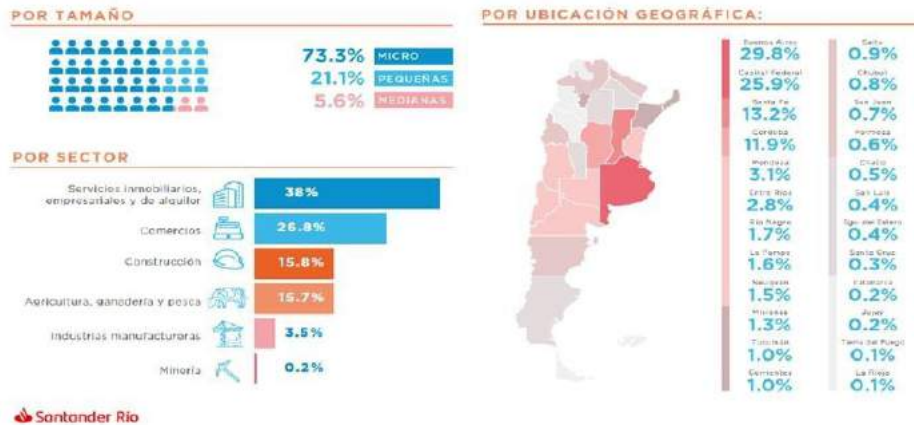 POR TAMAÑO
73.3% MICRO
21.1% PEQUEÑAS
5.6% MEDIANAS
POR SECTOR
Servicios inmobiliarios,
empresariales y de alquiler
38%
Comercios
26.8%
Construcción
15.8%
Agricultura, ganadería y pesca
15.7%
Industrias manufactureras
3.5%
Minería
0.2%
Santander Río
POR UBICACIÓN GEOGRÁFICA:
Buenos Aires
29.8%
Capital Federal
25.9%
Santa Fe
13.2%
Córdoba
11.9%
Mendoza
3.1%
Entre Ríos
2.8%
Río Negro
1.7%
La Pampa
1.6%
Neuquén
1.5%
Misiones
1.3%
Tucumán
1.0%
Corrientes
1.0%
Salta
0.9%
Chubut
0.8%
San Juan
0.7%
Formosa
0.6%
Chaco
0.5%
San Luis
0.4%
Sgo del Estero
0.4%
Santa Cruz
0.3%
Catamarca
0.2%
Jujuy
0.2%
Tierra del Fuego
0.1%
La Rioja
0.1%